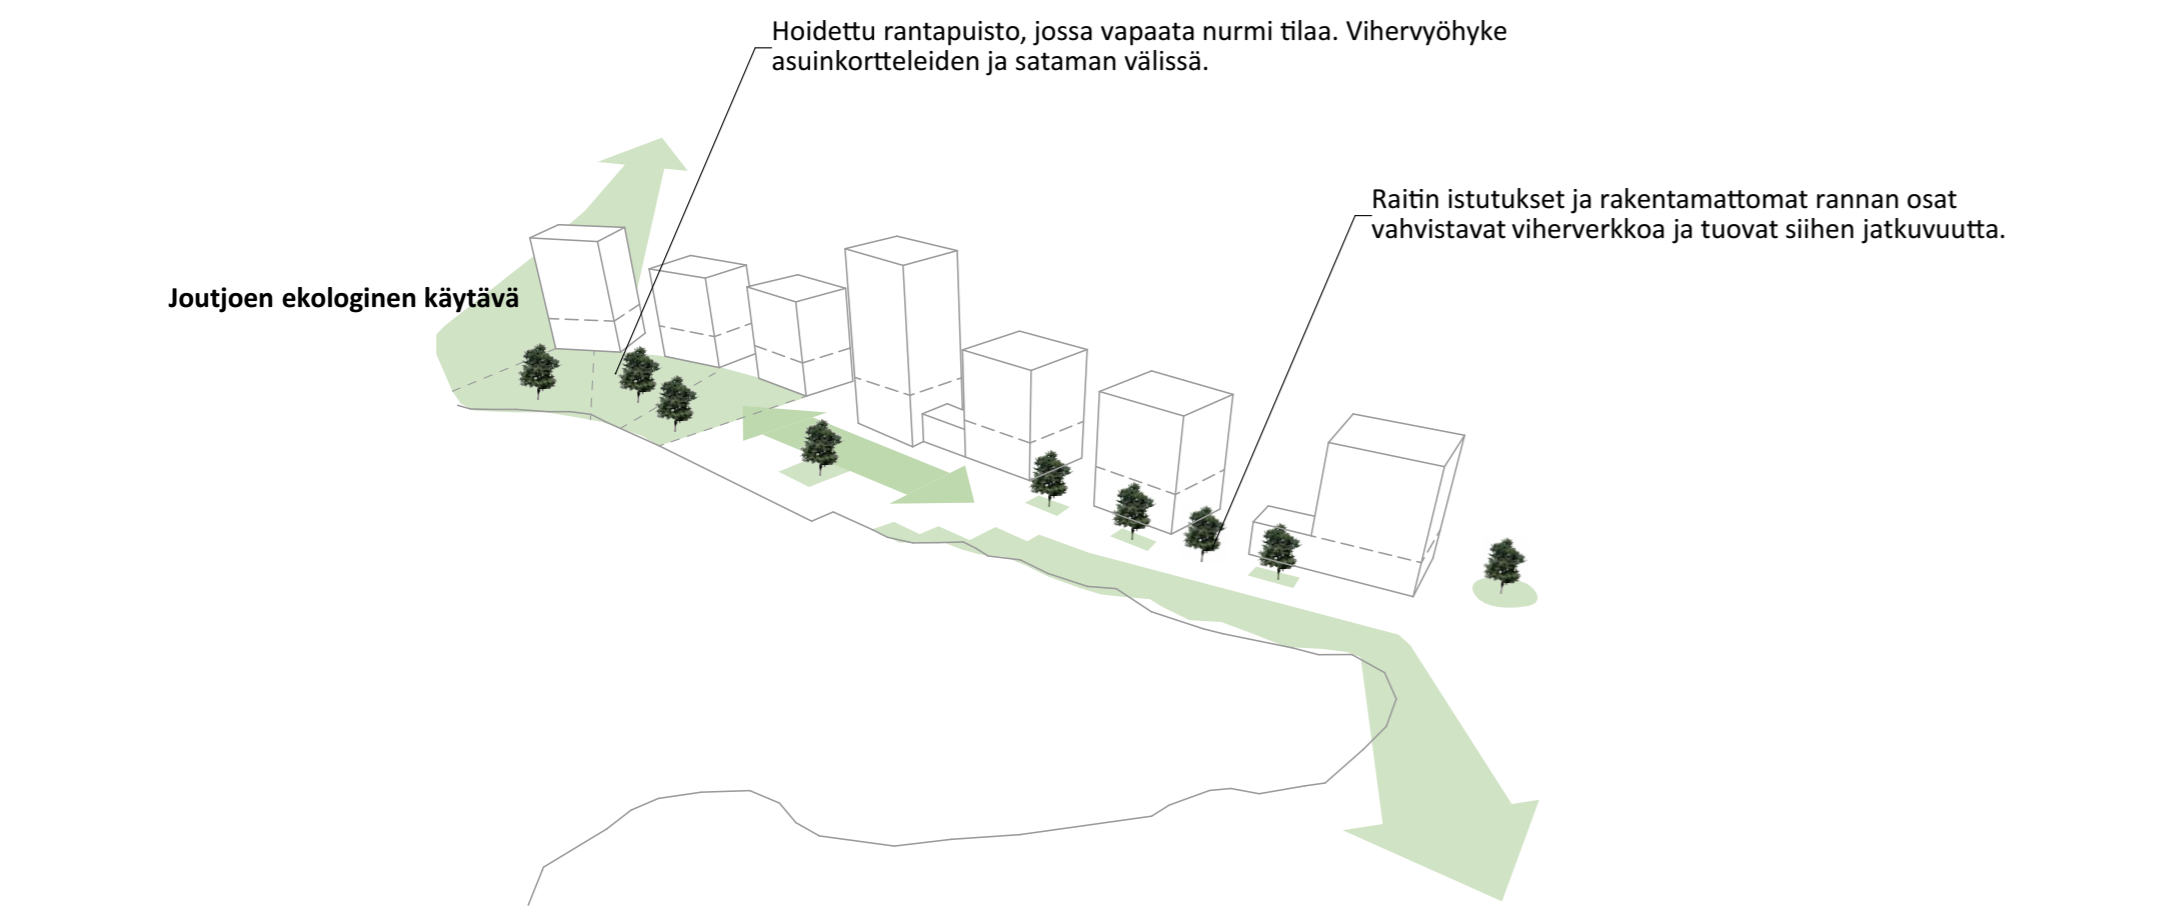 Hoidettu rantapuisto, jossa vapaata nurmi tilaa. Vihervyöhyke
asuinkortteleiden ja sataman välissä.
Raitin istutukset ja rakentamattomat rannan osat
vahvistavat viherverkkoa ja tuovat siihen jatkuvuutta.
Joutjoen ekologinen käytävä